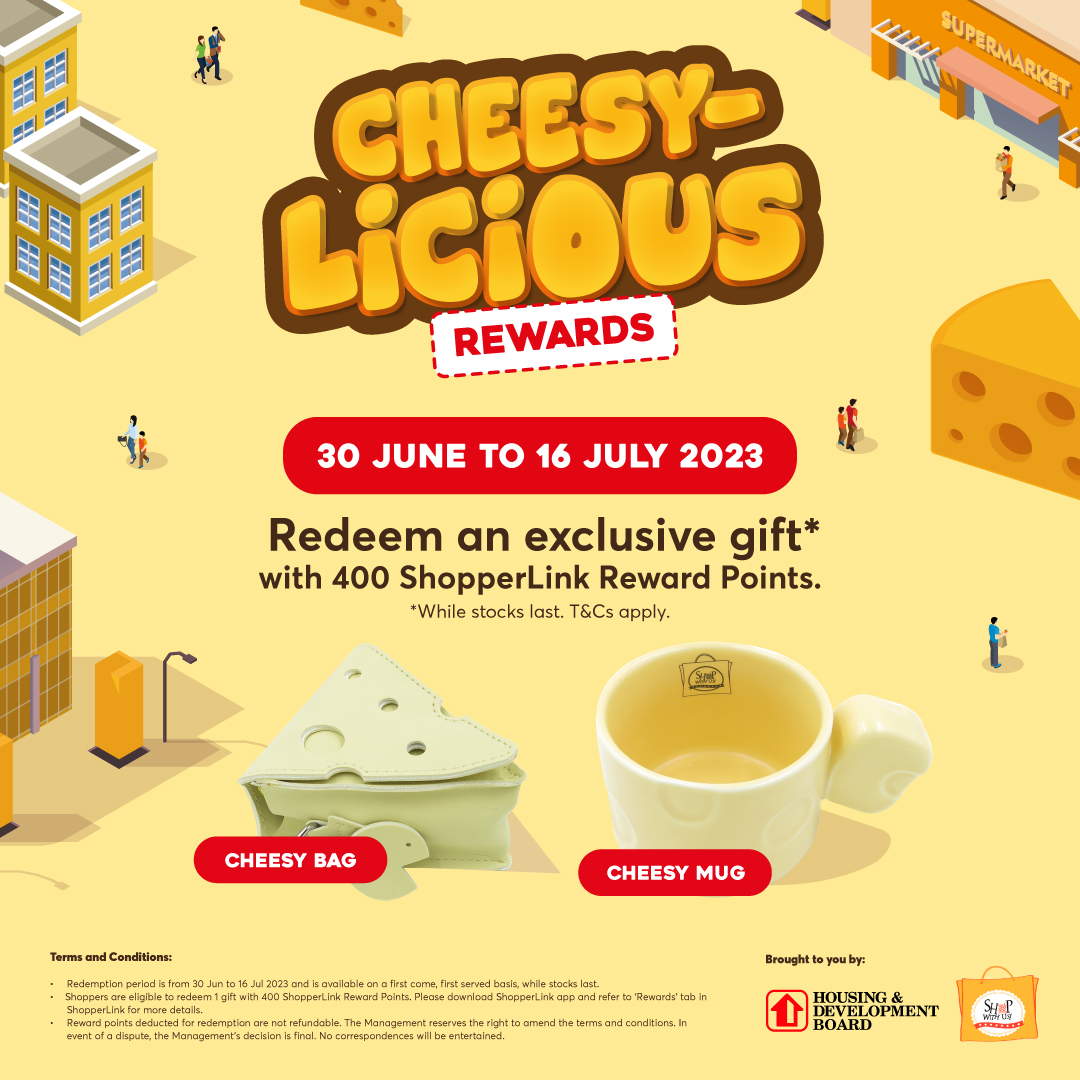 SUPERMARKET
CHEESY-
LiCiOUS
REWARDS
30 JUNE TO 16 JULY 2023
Redeem an exclusive gift*
with 400 ShopperLink Reward Points.
*While stocks last. T&Cs apply.
SHOP
WITH US!
CHEESY BAG
CHEESY MUG
Terms and Conditions:
• Redemption period is from 30 Jun to 16 Jul 2023 and is available on a first come, first served basis, while stocks last.
• Shoppers are eligible to redeem 1 gift with 400 ShopperLink Reward Points. Please download ShopperLink app and refer to 'Rewards' tab in
ShopperLink for more details.
• Reward points deducted for redemption are not refundable. The Management reserves the right to amend the terms and conditions. In
event of a dispute, the Management's decision is final. No correspondences will be entertained.
Brought to you by:
HOUSING &
DEVELOPMENT
BOARD
SHOP
WITH US!